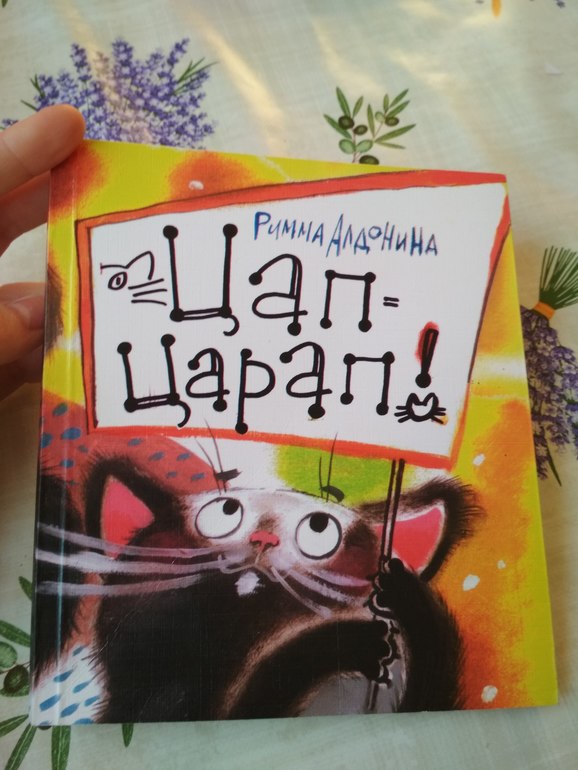 Римма Алдонина
Цап-
царап!